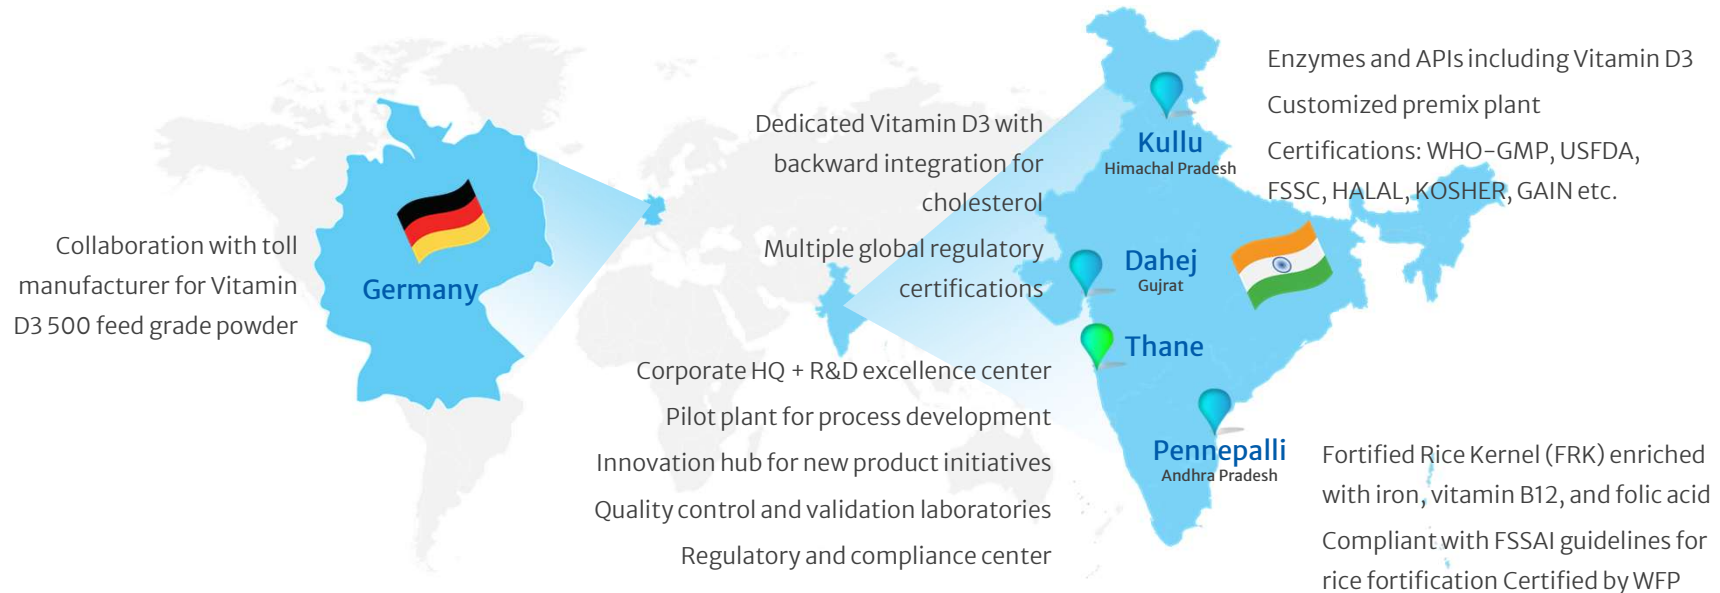 Collaboration with toll
manufacturer for Vitamin
D3 500 feed grade powder
Germany
Dedicated Vitamin D3 with
backward integration for
cholesterol
Multiple global regulatory
certifications
Corporate HQ + R&D excellence center
Pilot plant for process development
Innovation hub for new product initiatives
Quality control and validation laboratories
Regulatory and compliance center
Kullu
Himachal Pradesh
Dahej
Gujrat
Thane
Pennepalli
Andhra Pradesh
Enzymes and APIs including Vitamin D3
Customized premix plant
Certifications: WHO-GMP, USFDA,
FSSC, HALAL, KOSHER, GAIN etc.
Fortified Rice Kernel (FRK) enriched
with iron, vitamin B12, and folic acid
Compliant with FSSAI guidelines for
rice fortification Certified by WFP